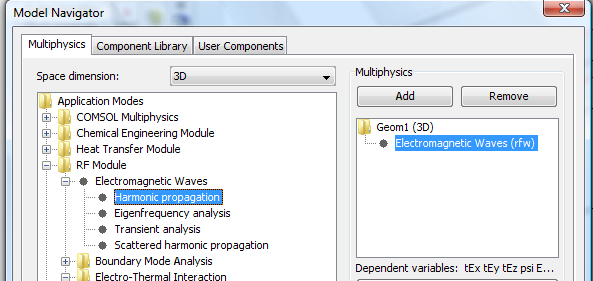 Model Navigator
Multiphysics
Component Library
User Components
Space dimension:
3D
Application Modes
COMSOL Multiphysics
Chemical Engineering Module
Heat Transfer Module
RF Module
Electromagnetic Waves
Harmonic propagation
Eigenfrequency analysis
Transient analysis
Scattered harmonic propagation
Boundary Mode Analysis
Electro-Thermal Interaction
Multiphysics
Add
Remove
Geom1 (3D)
Electromagnetic Waves (rfw)
Dependent variables: tEx tEy tEz psi E...